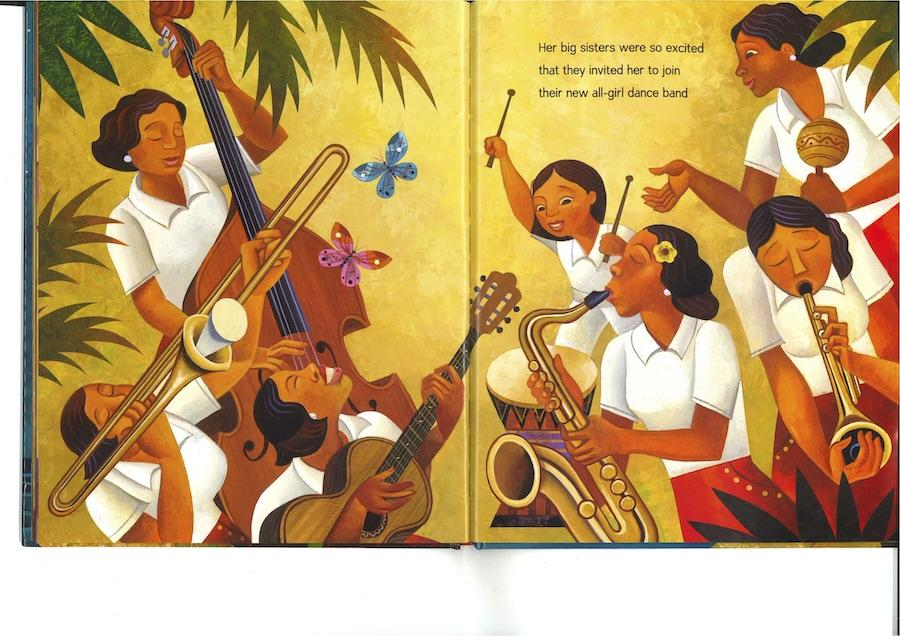 Her big sisters were so excited
that they invited her to join
their new all-girl dance band